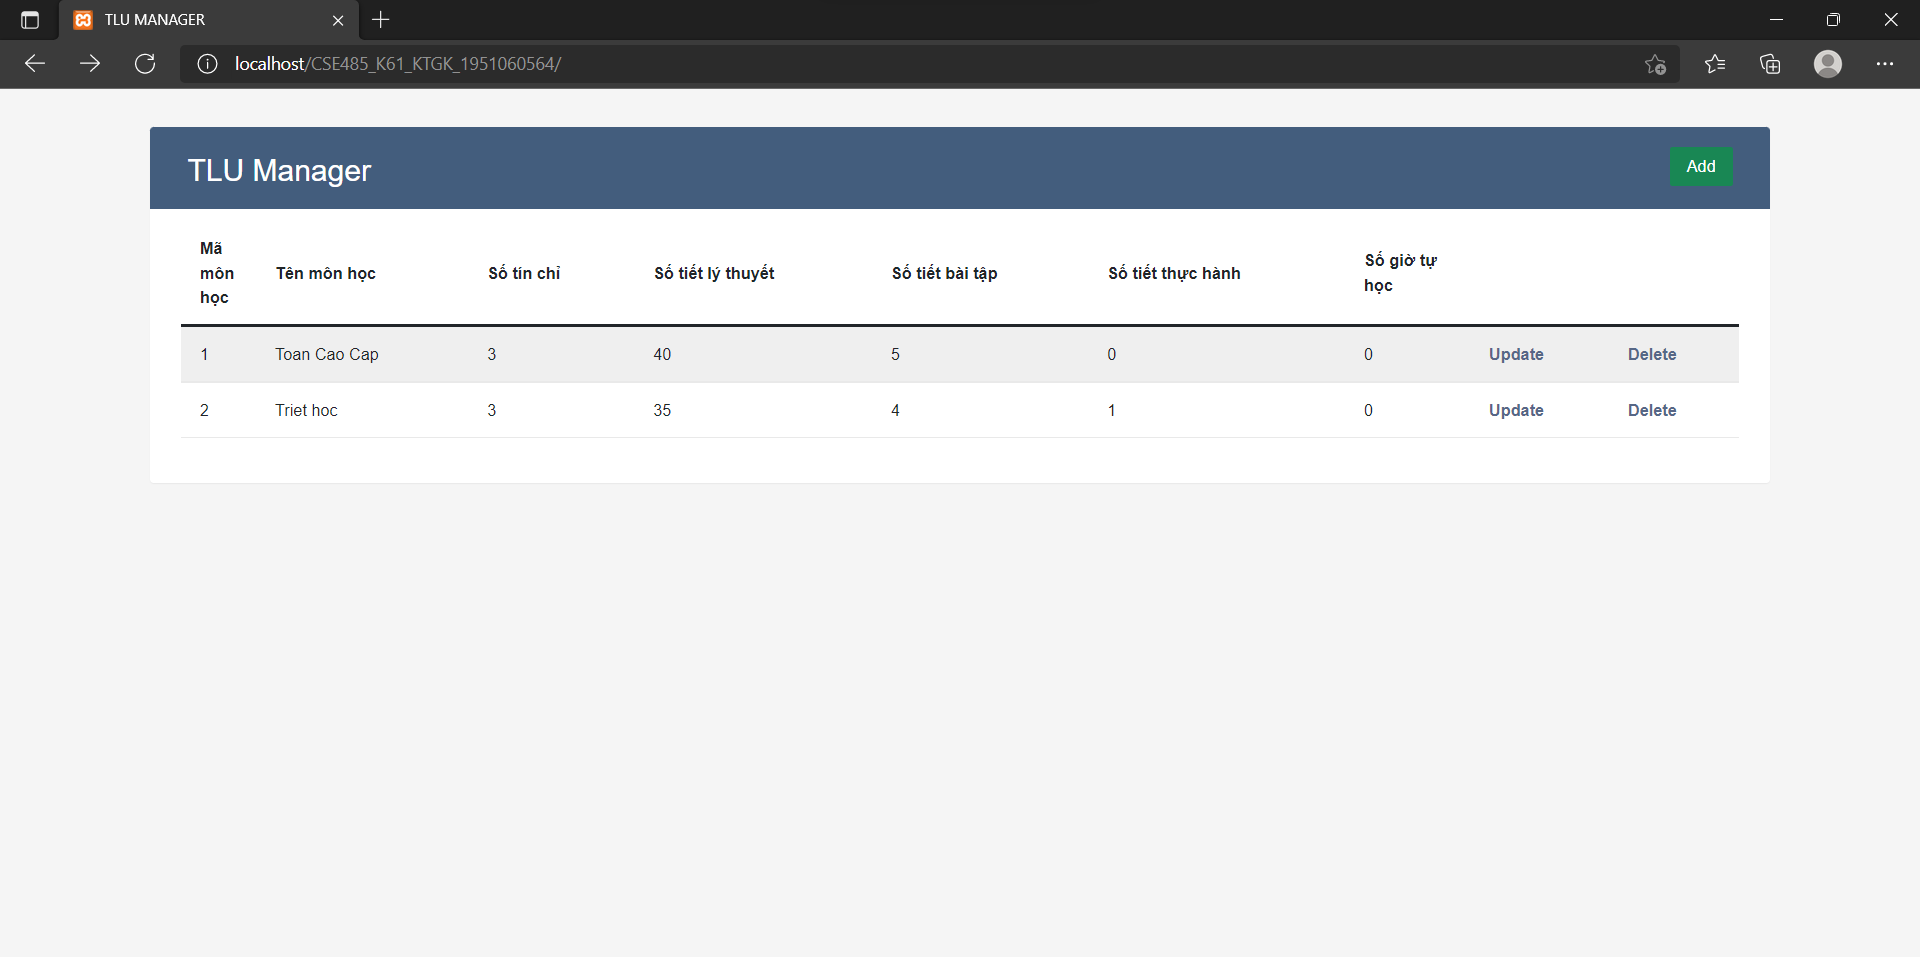 TLU MANAGER
localhost/CSE485_K61_KTGK_1951060564/
TLU Manager
Add
Mã
môn
học
Tên môn học
Số tín chỉ
Số tiết lý thuyết
Số tiết bài tập
Số tiết thực hành
Số giờ tự
học
1 Toan Cao Cap 3 40 5 0 0 Update Delete
2 Triet hoc 3 35 4 1 0 Update Delete